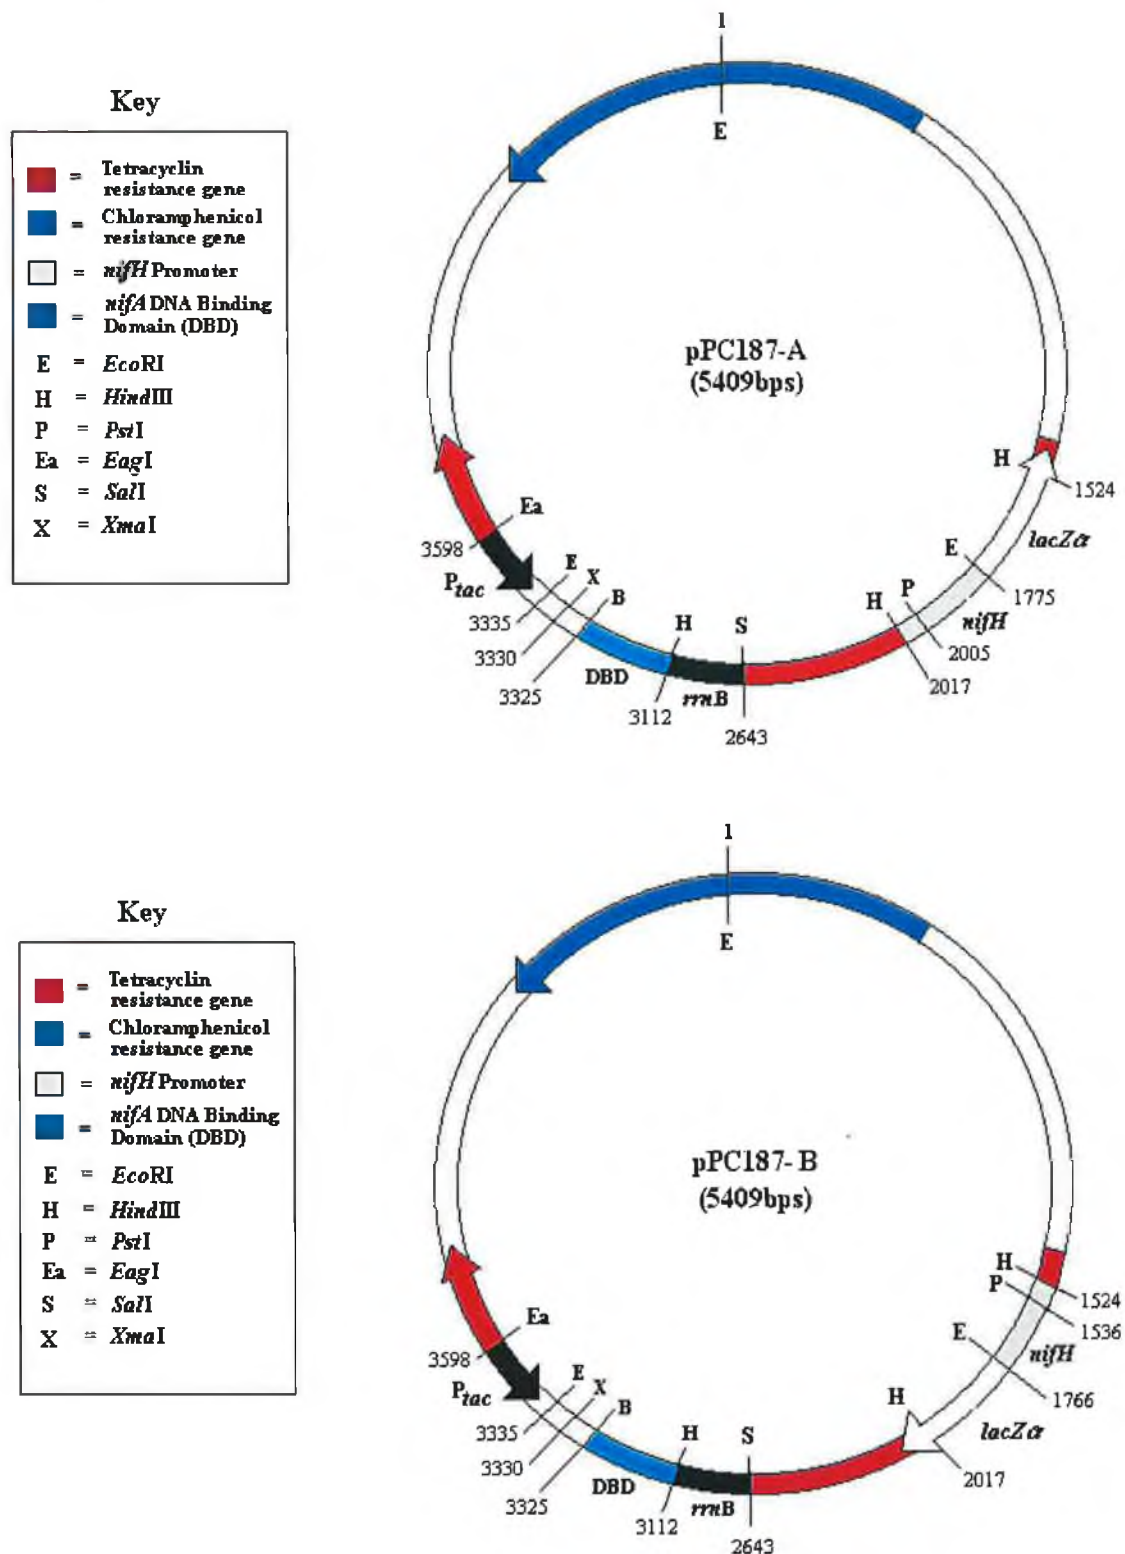 Key
= Tetracyclin
resistance gene
= Chloramphenicol
resistance gene
= nifH Promoter
= nifA DNA Binding
Domain (DBD)
E = EcoRI
H = HindIII
P = PstI
Ea = EagI
S = SalI
X = XmaI
1
E
pPC187-A
(5409bps)
H
1524
lacZα
E
1775
nifH
P
2005
H
2017
S
2643
rrnB
H
3112
DBD
B
3325
X
3330
E
3335
Ptac
Ea
3598
Key
= Tetracyclin
resistance gene
= Chloramphenicol
resistance gene
= nifH Promoter
= nifA DNA Binding
Domain (DBD)
E = EcoRI
H = HindIII
P = PstI
Ea = EagI
S = SalI
X = XmaI
1
E
pPC187-B
(5409bps)
H
1524
P
1536
nifH
E
1766
lacZα
H
2017
S
2643
rrnB
H
3112
DBD
B
3325
X
3330
E
3335
Ptac
Ea
3598